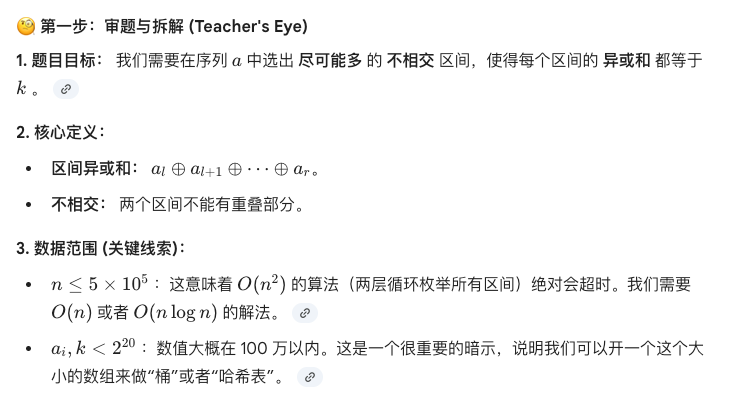 🧐 第一步：审题与拆解 (Teacher's Eye)
1. 题目目标： 我们需要在序列 a 中选出 尽可能多 的 不相交 区间，使得每个区间的 异或和 都等于
k 。
2. 核心定义：
• 区间异或和： a_l ⊕ a_{l+1} ⊕ ⋯ ⊕ a_r。
• 不相交： 两个区间不能有重叠部分。
3. 数据范围 (关键线索)：
• n ≤ 5 × 10^5 ：这意味着 O(n^2) 的算法（两层循环枚举所有区间）绝对会超时。我们需要
O(n) 或者 O(n log n) 的解法。
• a_i, k < 2^{20} ：数值大概在 100 万以内。这是一个很重要的暗示，说明我们可以开一个这个大
小的数组来做“桶”或者“哈希表”。